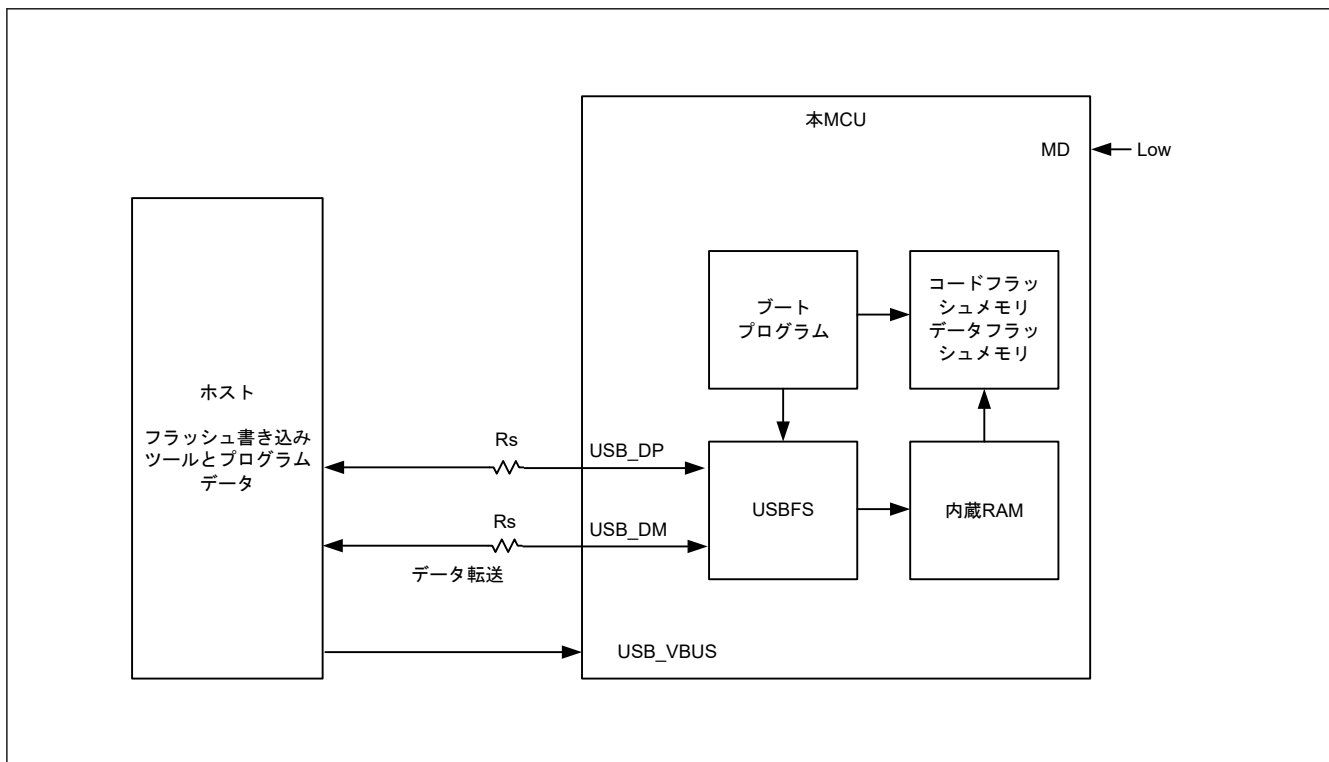 本MCU
MD
Low
ブート
プログラム
コードフラッ
シュメモリ
データフラッ
シュメモリ
ホスト
フラッシュ書き込み
ツールとプログラム
データ
Rs
USB_DP
USBFS
内蔵RAM
Rs
USB_DM
データ転送
USB_VBUS